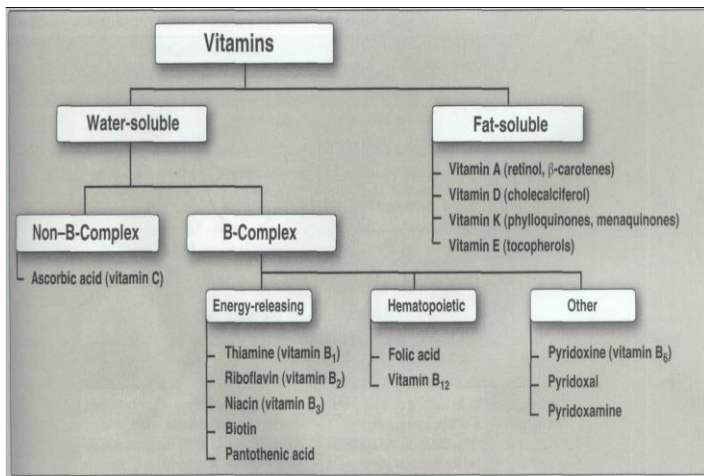 Vitamins
Water-soluble
Fat-soluble
Vitamin A (retinol, β-carotenes)
Vitamin D (cholecalciferol)
Vitamin K (phylloquinones, menaquinones)
Vitamin E (tocopherols)
Non–B-Complex
B-Complex
Ascorbic acid (vitamin C)
Energy-releasing
Hematopoietic
Other
Thiamine (vitamin B₁)
Riboflavin (vitamin B₂)
Niacin (vitamin B₃)
Biotin
Pantothenic acid
Folic acid
Vitamin B₁₂
Pyridoxine (vitamin B₆)
Pyridoxal
Pyridoxamine